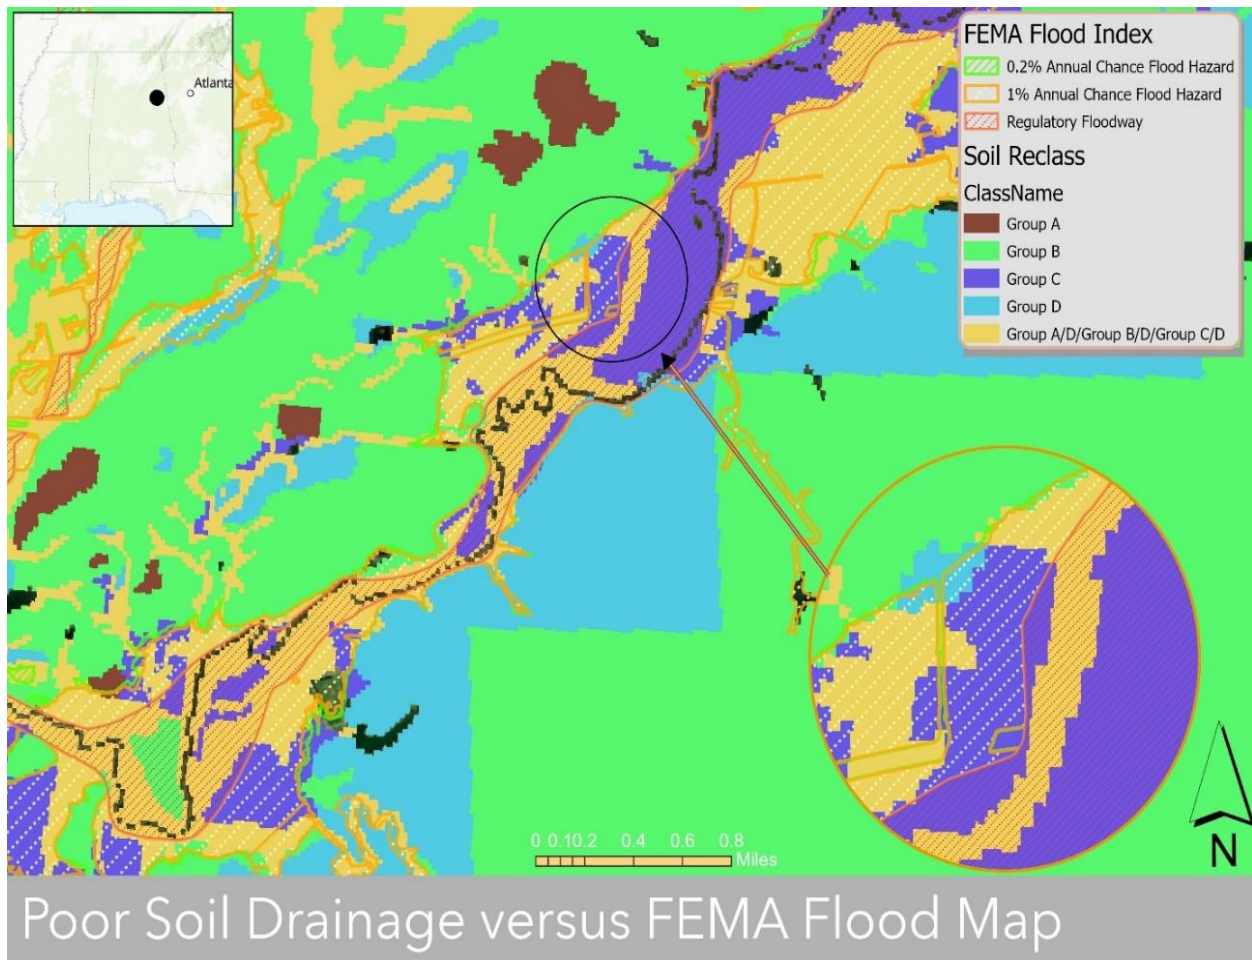 Atlanta
FEMA Flood Index
0.2% Annual Chance Flood Hazard
1% Annual Chance Flood Hazard
Regulatory Floodway
Soil Reclass
ClassName
Group A
Group B
Group C
Group D
Group A/D/Group B/D/Group C/D
0 0.10.2 0.4 0.6 0.8
Miles
N
Poor Soil Drainage versus FEMA Flood Map